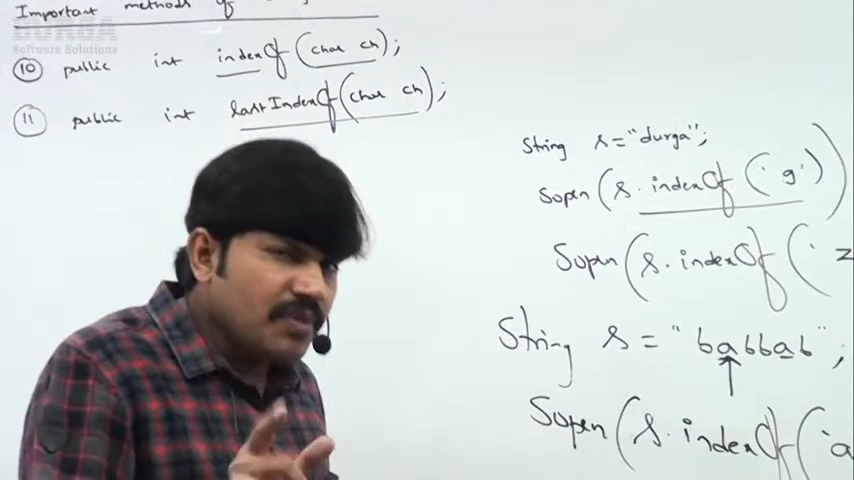 Important methods of
DURGA
Software Solutions
10 public int indexOf(char ch);
11 public int lastIndexOf(char ch);
String s="durga";
Sopln(s.indexOf('g')
Sopln(s.indexOf('z
String s="babbab";
Sopln(s.indexOf('a